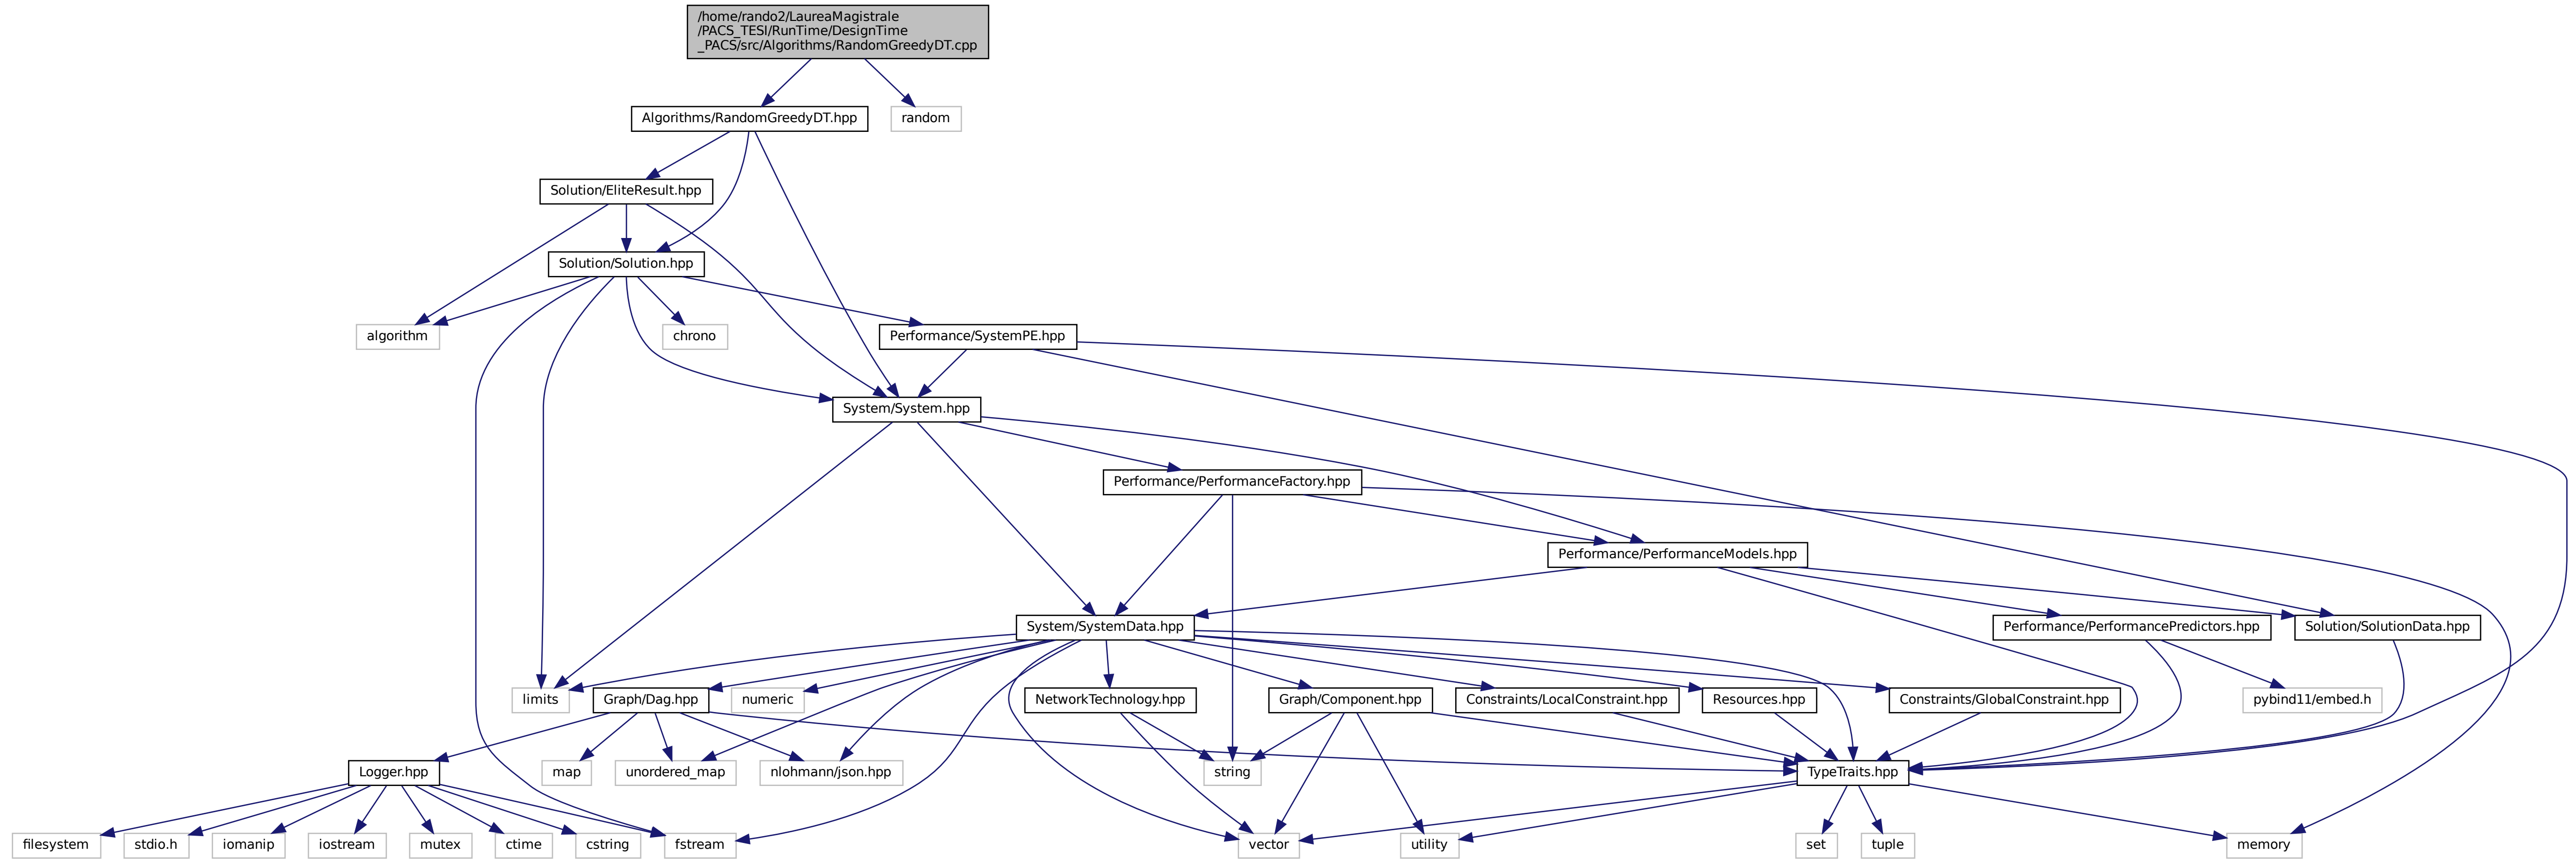 /home/rando2/LaureaMagistrale
/PACS_TESI/RunTime/DesignTime
_PACS/src/Algorithms/RandomGreedyDT.cpp
Algorithms/RandomGreedyDT.hpp
random
Solution/EliteResult.hpp
Solution/Solution.hpp
algorithm
chrono
Performance/SystemPE.hpp
System/System.hpp
Performance/PerformanceFactory.hpp
Performance/PerformanceModels.hpp
System/SystemData.hpp
Performance/PerformancePredictors.hpp
Solution/SolutionData.hpp
limits
Graph/Dag.hpp
numeric
NetworkTechnology.hpp
Graph/Component.hpp
Constraints/LocalConstraint.hpp
Resources.hpp
Constraints/GlobalConstraint.hpp
pybind11/embed.h
Logger.hpp
map
unordered_map
nlohmann/json.hpp
string
TypeTraits.hpp
filesystem
stdio.h
iomanip
iostream
mutex
ctime
cstring
fstream
vector
utility
set
tuple
memory